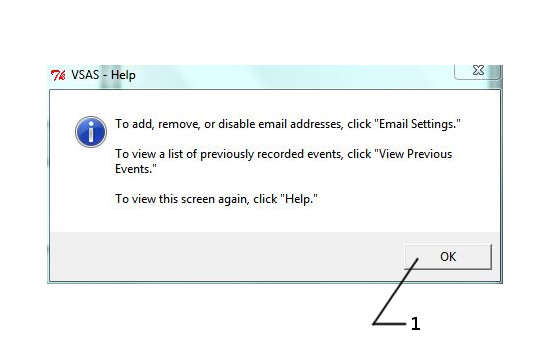 VSAS - Help
To add, remove, or disable email addresses, click "Email Settings."
To view a list of previously recorded events, click "View Previous
Events."
To view this screen again, click "Help."
OK
1